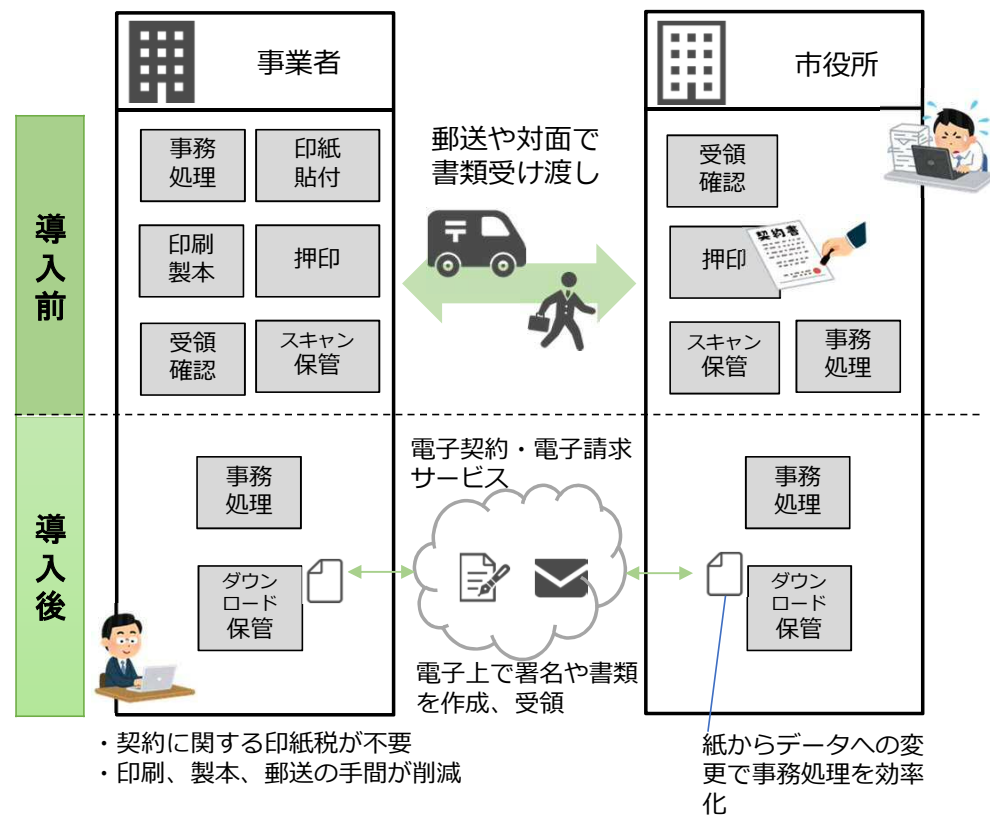 事業者
市役所
導入前
事務
処理
印紙
貼付
印刷
製本
押印
受領
確認
スキャン
保管
郵送や対面で
書類受け渡し
〒
受領
確認
押印
契約書
スキャン
保管
事務
処理
導入後
事務
処理
ダウン
ロード
保管
電子契約・電子請求
サービス
電子上で署名や書類
を作成、受領
事務
処理
ダウン
ロード
保管
・契約に関する印紙税が不要
・印刷、製本、郵送の手間が削減
紙からデータへの変
更で事務処理を効率
化